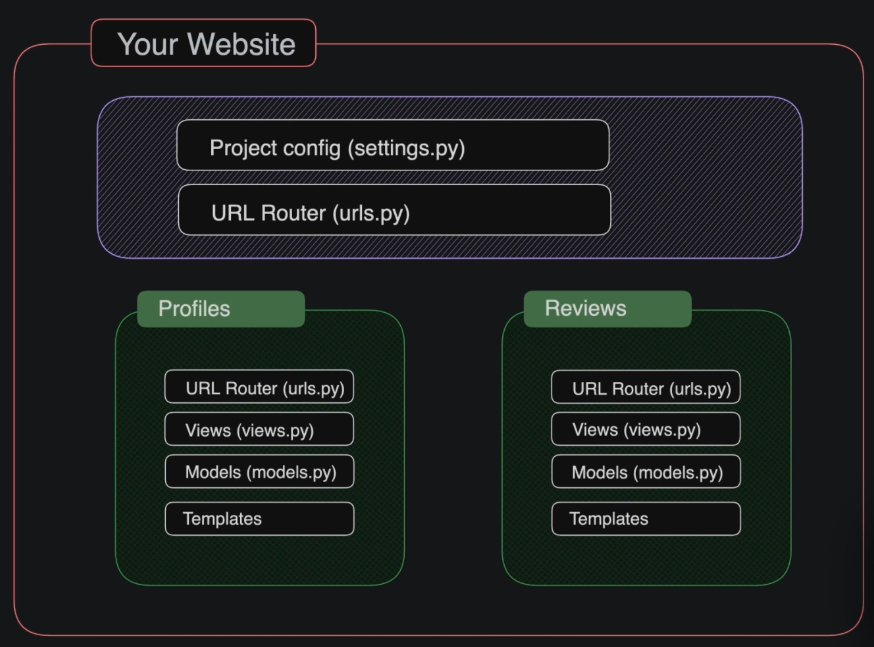 Your Website
Project config (settings.py)
URL Router (urls.py)
Profiles
URL Router (urls.py)
Views (views.py)
Models (models.py)
Templates
Reviews
URL Router (urls.py)
Views (views.py)
Models (models.py)
Templates